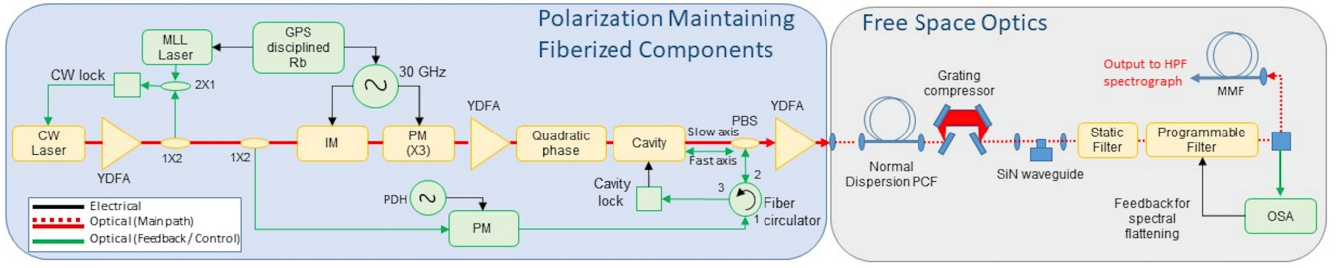 Polarization Maintaining
Fiberized Components
Free Space Optics
MLL
Laser
GPS
disciplined
Rb
30 GHz
CW lock
2X1
CW
Laser
YDFA
1X2
1X2
IM
PM
(X3)
YDFA
Quadratic
phase
Cavity
Slow axis
Fast axis
PBS
YDFA
Cavity
lock
2
3
1
Fiber
circulator
PDH
PM
Electrical
Optical (Main path)
Optical (Feedback / Control)
Normal
Dispersion PCF
Grating
compressor
SiN waveguide
Static
Filter
Programmable
Filter
Output to HPF
spectrograph
MMF
Feedback for
spectral
flattening
OSA